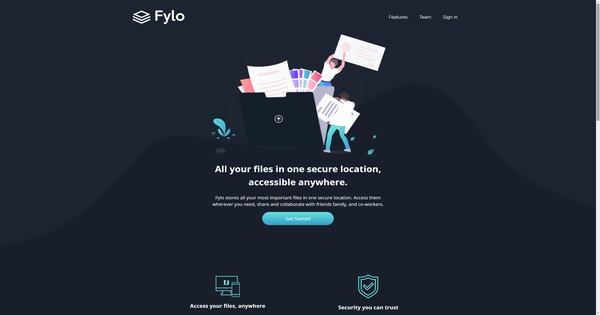 Fylo
Features Team Sign in
All your files in one secure location,
accessible anywhere.
Fylo stores all your most important files in one secure location. Access them
wherever you need, share and collaborate with friends family, and co-workers.
Get Started
Access your files, anywhere
Security you can trust